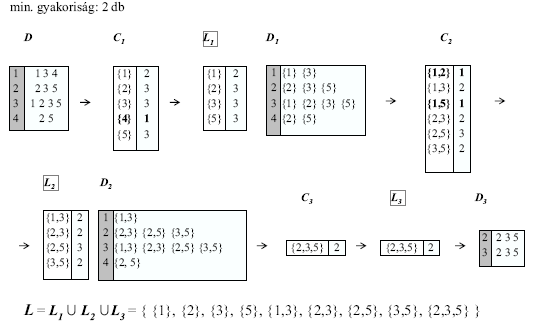 min. gyakoriság: 2 db
D C1 L1 D1 C2
1 1 3 4
2 2 3 5
3 1 2 3 5
4 2 5
{1} 2
{2} 3
{3} 3
{4} 1
{5} 3
{1} 2
{2} 3
{3} 3
{5} 3
1 {1} {3}
2 {2} {3} {5}
3 {1} {2} {3} {5}
4 {2} {5}
{1,2} 1
{1,3} 2
{1,5} 1
{2,3} 2
{2,5} 3
{3,5} 2
L2 D2 C3 L3 D3
{1,3} 2
{2,3} 2
{2,5} 3
{3,5} 2
1 {1,3}
2 {2,3} {2,5} {3,5}
3 {1,3} {2,3} {2,5} {3,5}
4 {2, 5}
{2,3,5} 2
{2,3,5} 2
2 2 3 5
3 2 3 5
L = L1 ∪ L2 ∪ L3 = { {1}, {2}, {3}, {5}, {1,3}, {2,3}, {2,5}, {3,5}, {2,3,5} }